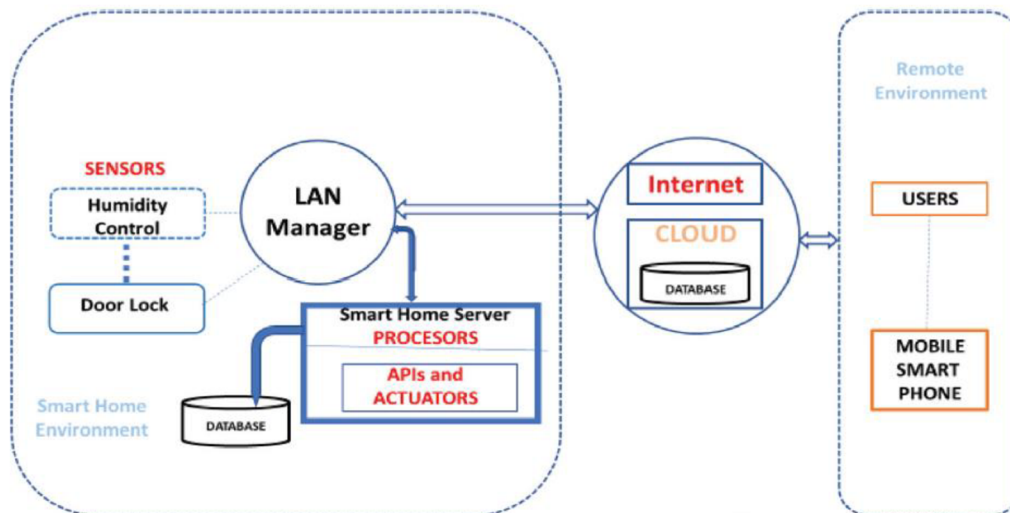 SENSORS
Humidity
Control
Door Lock
LAN
Manager
Smart Home Server
PROCESORS
APIs and
ACTUATORS
DATABASE
Smart Home
Environment
Internet
CLOUD
DATABASE
Remote
Environment
USERS
MOBILE
SMART
PHONE